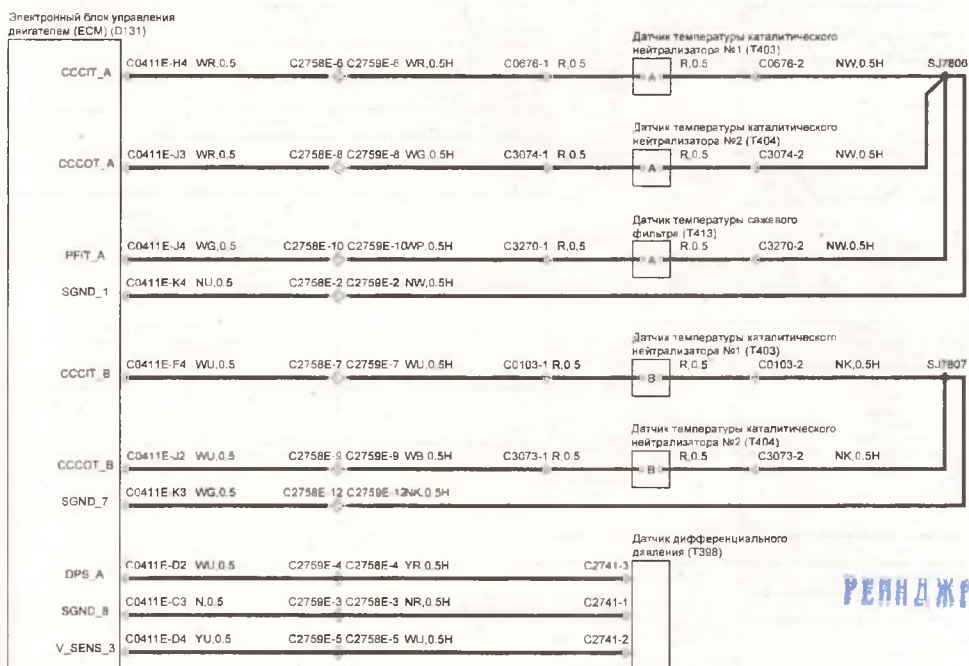 Электронный блок управления
двигателем (ECM) (D131)
Датчик температуры каталитического
нейтрализатора №1 (T403)
CCCIT_A C0411E-H4 WR,0.5 C2758E-6 C2759E-6 WR,0.5H C0676-1 R,0.5 A R,0.5 C0676-2 NW,0.5H SJ7806
Датчик температуры каталитического
нейтрализатора №2 (T404)
CCCOT_A C0411E-J3 WR,0.5 C2758E-8 C2759E-8 WG,0.5H C3074-1 R,0.5 A R,0.5 C3074-2 NW,0.5H
Датчик температуры сажевого
фильтра (T413)
PFIT_A C0411E-J4 WG,0.5 C2758E-10 C2759E-10 WP,0.5H C3270-1 R,0.5 A R,0.5 C3270-2 NW,0.5H
SGND_1 C0411E-K4 NU,0.5 C2758E-2 C2759E-2 NW,0.5H
Датчик температуры каталитического
нейтрализатора №1 (T403)
CCCIT_B C0411E-F4 WU,0.5 C2758E-7 C2759E-7 WU,0.5H C0103-1 R,0.5 B R,0.5 C0103-2 NK,0.5H SJ7807
Датчик температуры каталитического
нейтрализатора №2 (T404)
CCCOT_B C0411E-J2 WU,0.5 C2758E-9 C2759E-9 WB,0.5H C3073-1 R,0.5 B R,0.5 C3073-2 NK,0.5H
SGND_7 C0411E-K3 WG,0.5 C2758E-12 C2759E-12 NK,0.5H
Датчик дифференциального
давления (T398)
DPS_A C0411E-D2 WU,0.5 C2759E-4 C2758E-4 YR,0.5H C2741-3
SGND_8 C0411E-C3 N,0.5 C2759E-3 C2758E-3 NR,0.5H C2741-1
V_SENS_3 C0411E-D4 YU,0.5 C2759E-5 C2758E-5 WU,0.5H C2741-2